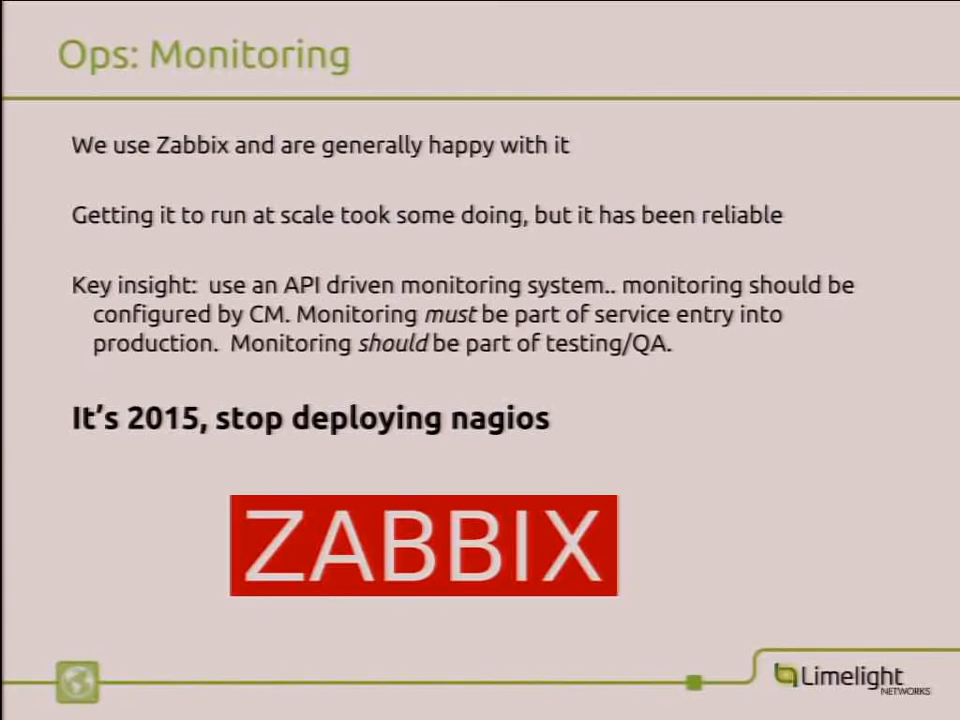 Ops: Monitoring
We use Zabbix and are generally happy with it
Getting it to run at scale took some doing, but it has been reliable
Key insight:  use an API driven monitoring system.. monitoring should be
configured by CM. Monitoring must be part of service entry into
production.  Monitoring should be part of testing/QA.
It’s 2015, stop deploying nagios
ZABBIX
Limelight
NETWORKS